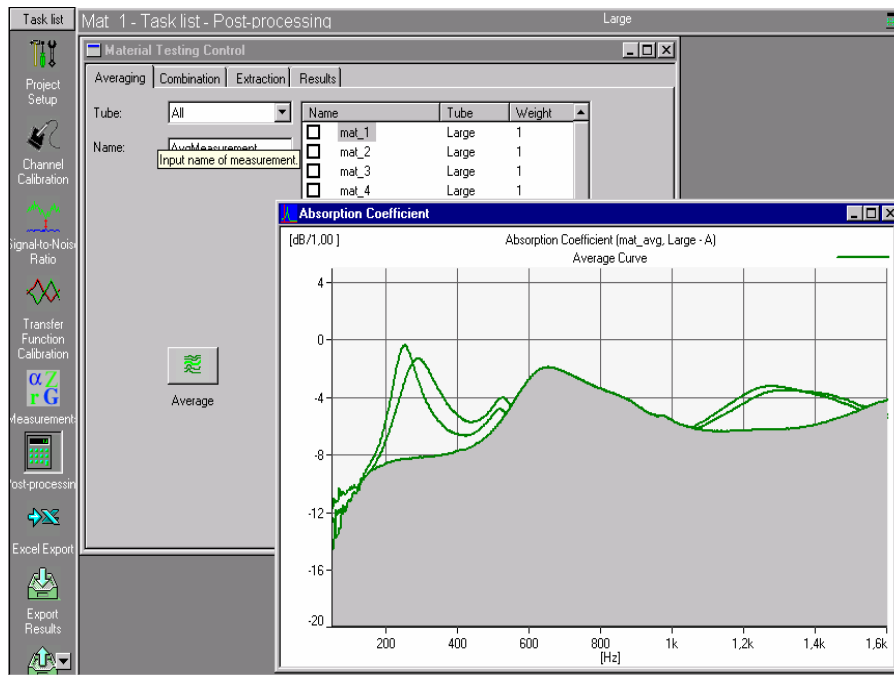 Task list
Mat 1 - Task list - Post-processing
Large
Project
Setup
Channel
Calibration
Signal-to-Noise
Ratio
Transfer
Function
Calibration
α Z
r G
Measurements
Post-processin
Excel Export
Export
Results
Material Testing Control
Averaging
Combination
Extraction
Results
Tube:
All
Name:
AvgMeasurement
Input name of measurement.
Average
Name Tube Weight
mat_1 Large 1
mat_2 Large 1
mat_3 Large 1
mat_4 Large 1
Absorption Coefficient
[dB/1,00 ]
Absorption Coefficient (mat_avg, Large - A)
Average Curve
4
0
-4
-8
-12
-16
-20
200 400 600 800 1k 1,2k 1,4k 1,6k
[Hz]